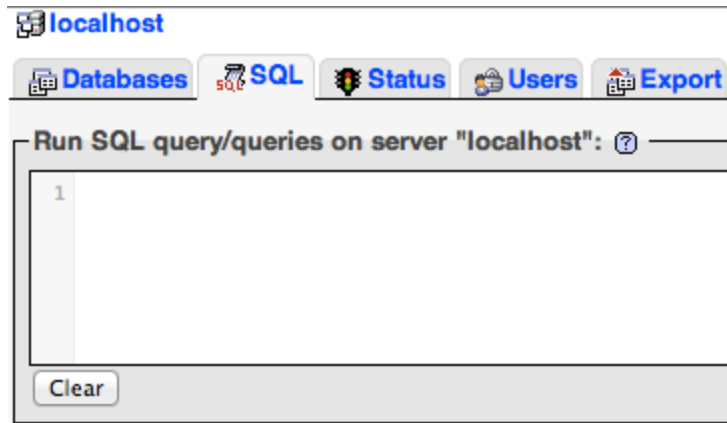 localhost
Databases SQL Status Users Export
Run SQL query/queries on server "localhost":
1
Clear